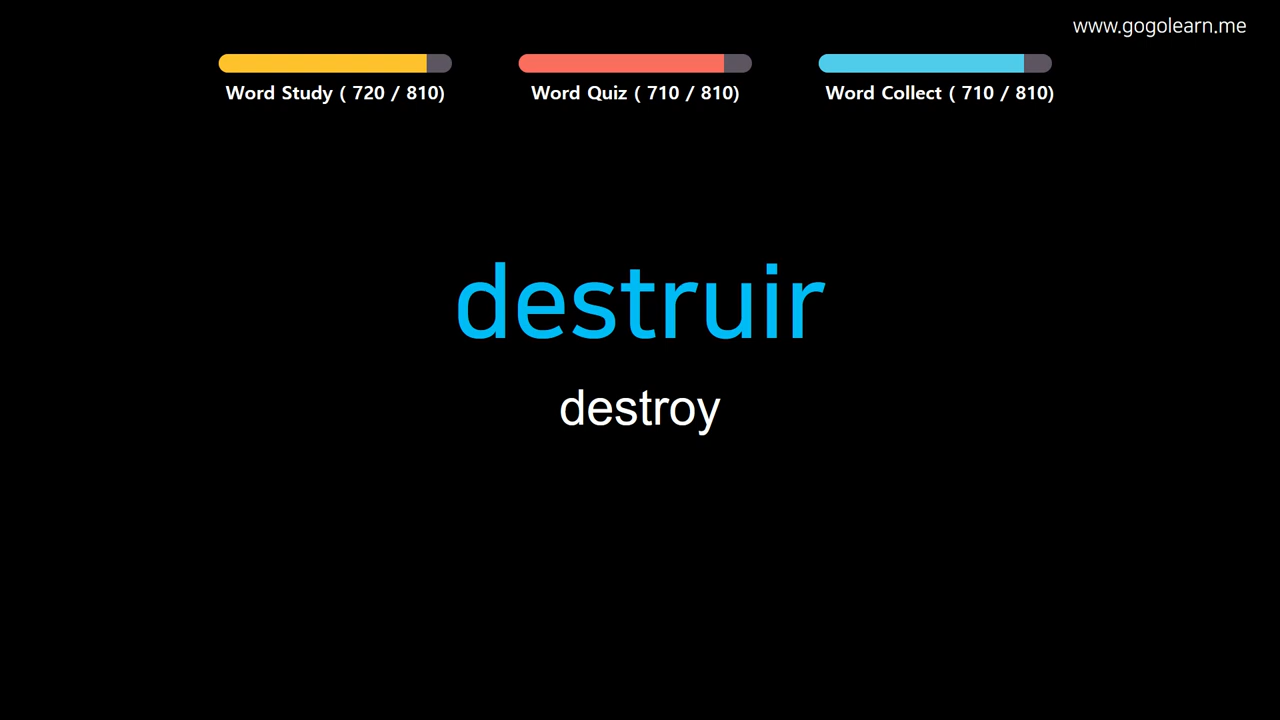 www.gogolearn.me
Word Study ( 720 / 810)
Word Quiz ( 710 / 810)
Word Collect ( 710 / 810)
destruir
destroy